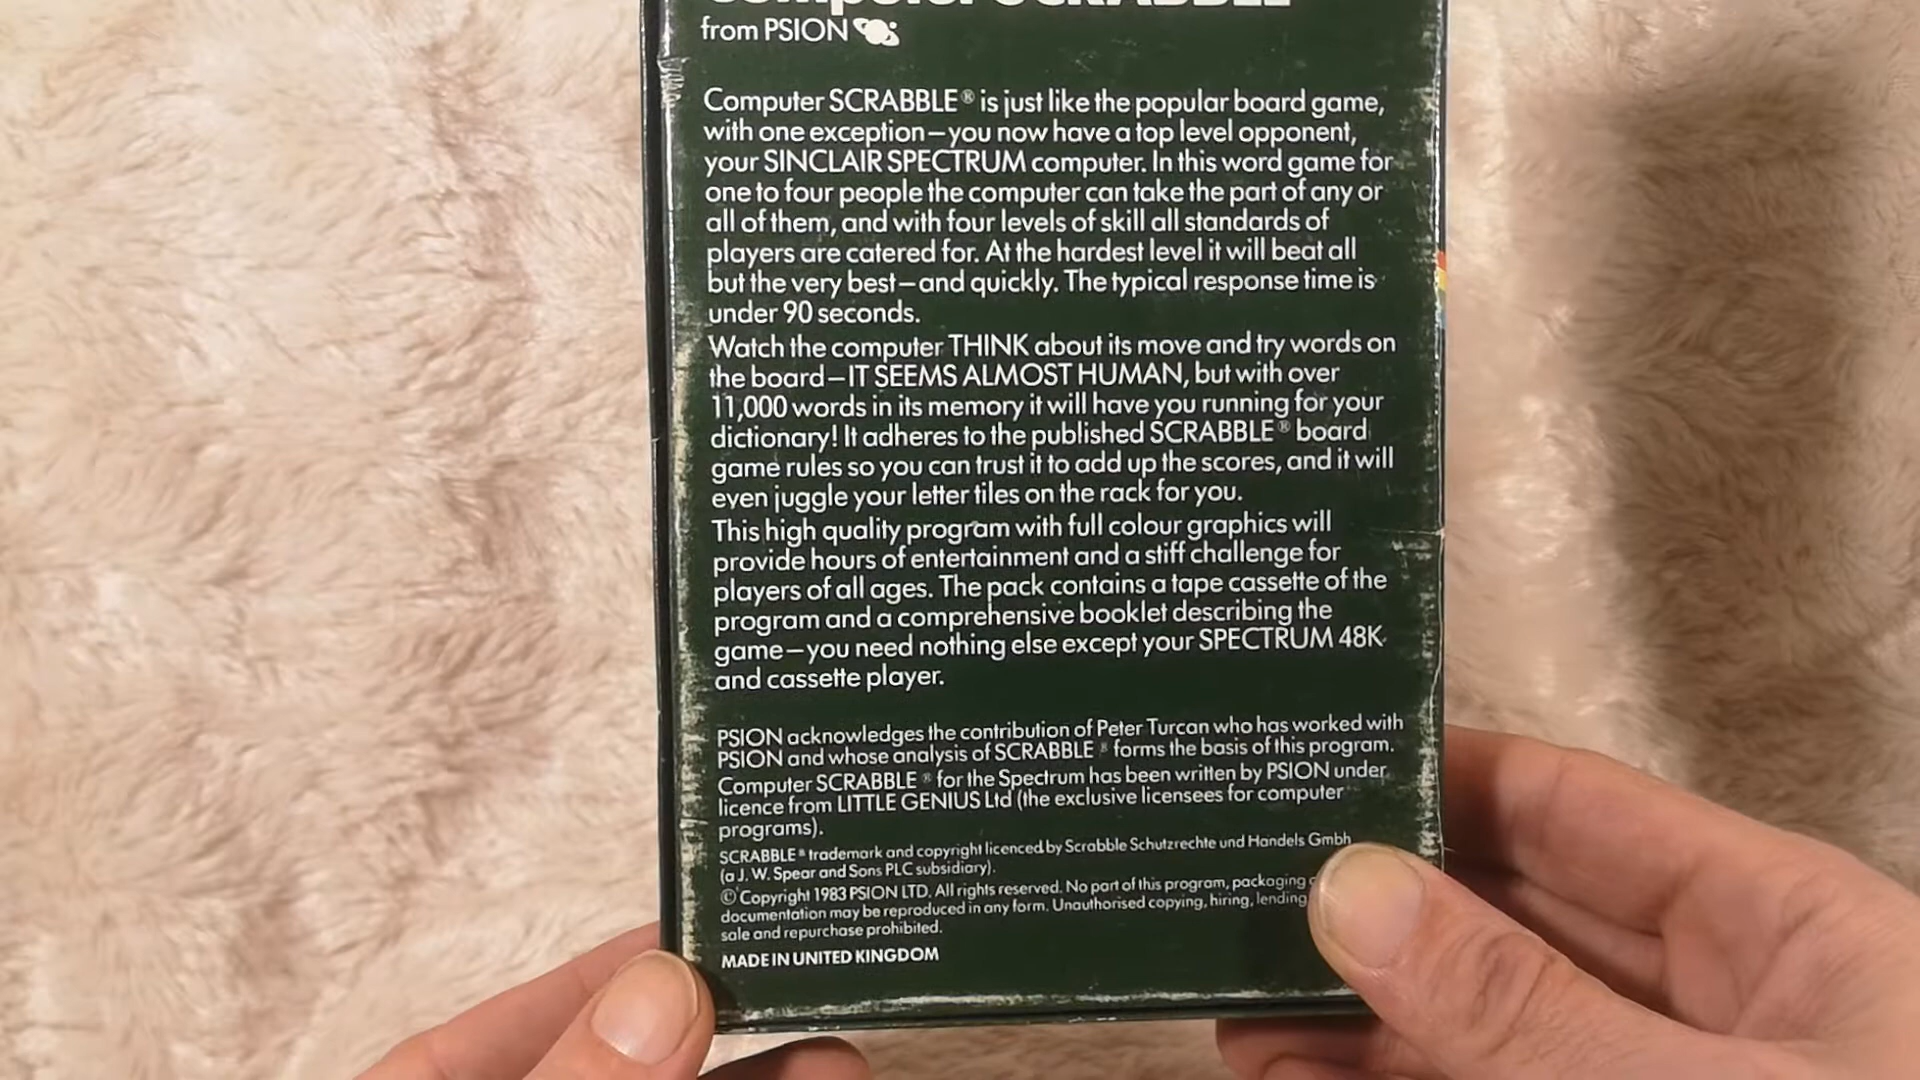 Computer SCRABBLE
from PSION
Computer SCRABBLE® is just like the popular board game,
with one exception—you now have a top level opponent,
your SINCLAIR SPECTRUM computer. In this word game for
one to four people the computer can take the part of any or
all of them, and with four levels of skill all standards of
players are catered for. At the hardest level it will beat all
but the very best—and quickly. The typical response time is
under 90 seconds.
Watch the computer THINK about its move and try words on
the board—IT SEEMS ALMOST HUMAN, but with over
11,000 words in its memory it will have you running for your
dictionary! It adheres to the published SCRABBLE® board
game rules so you can trust it to add up the scores, and it will
even juggle your letter tiles on the rack for you.
This high quality program with full colour graphics will
provide hours of entertainment and a stiff challenge for
players of all ages. The pack contains a tape cassette of the
program and a comprehensive booklet describing the
game—you need nothing else except your SPECTRUM 48K
and cassette player.
PSION acknowledges the contribution of Peter Turcan who has worked with
PSION and whose analysis of SCRABBLE® forms the basis of this program.
Computer SCRABBLE® for the Spectrum has been written by PSION under
licence from LITTLE GENIUS Ltd (the exclusive licensees for computer
programs).
SCRABBLE® trademark and copyright licenced by Scrabble Schutzrechte und Handels Gmbh
(a J. W. Spear and Sons PLC subsidiary).
© Copyright 1983 PSION LTD. All rights reserved. No part of this program, packaging
documentation may be reproduced in any form. Unauthorised copying, hiring, lending
sale and repurchase prohibited.
MADE IN UNITED KINGDOM